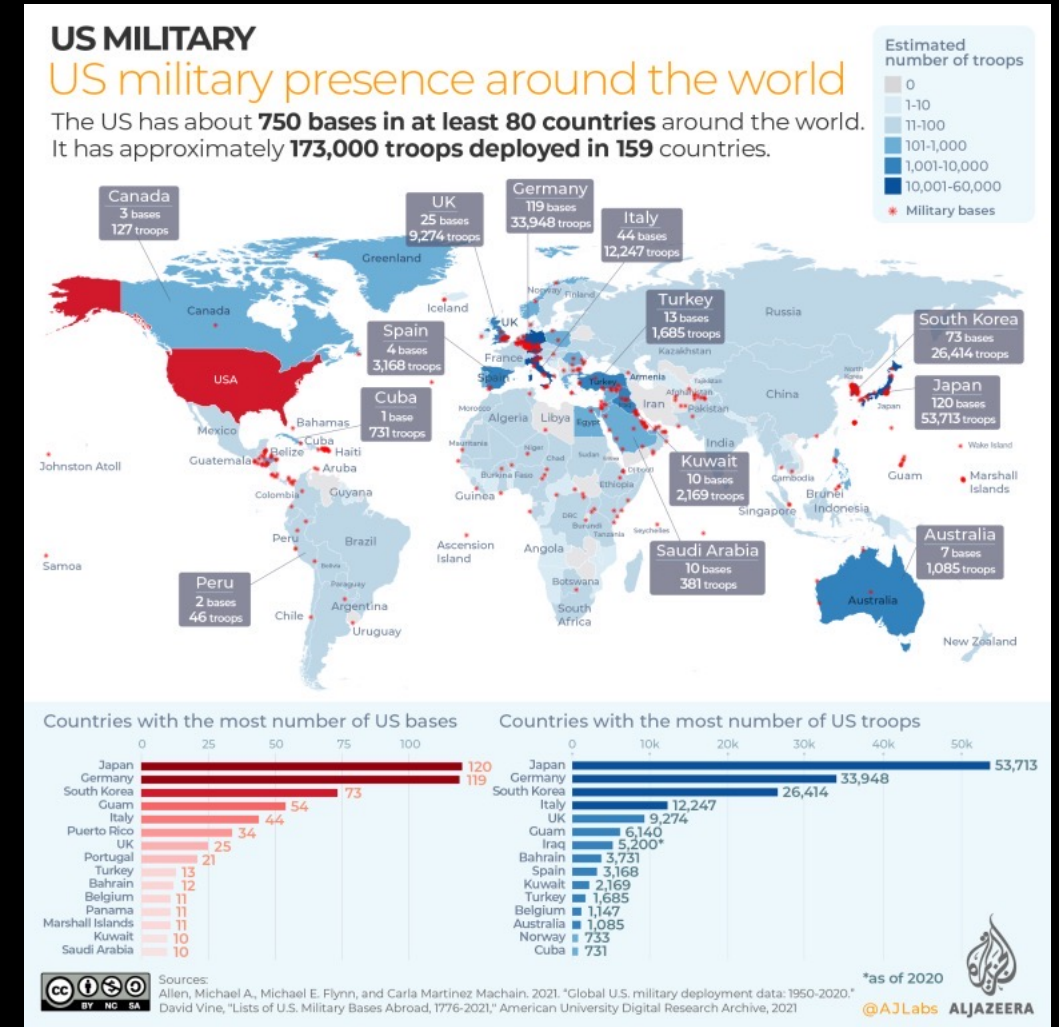 US MILITARY
US military presence around the world
The US has about 750 bases in at least 80 countries around the world.
It has approximately 173,000 troops deployed in 159 countries.
Estimated
number of troops
0
1-10
11-100
101-1,000
1,001-10,000
10,001-60,000
Military bases
Canada
3 bases
127 troops
UK
25 bases
9,274 troops
Germany
119 bases
33,948 troops
Italy
44 bases
12,247 troops
Turkey
13 bases
1,685 troops
South Korea
73 bases
26,414 troops
Japan
120 bases
53,713 troops
Spain
4 bases
3,168 troops
Cuba
1 base
731 troops
Kuwait
10 bases
2,169 troops
Saudi Arabia
10 bases
381 troops
Australia
7 bases
1,085 troops
Peru
2 bases
46 troops
Greenland
Canada
Iceland
Norway
Finland
Russia
UK
France
Spain
Kazakhstan
USA
Turkey
Armenia
Tajikistan
North
Korea
Japan
China
Afghanistan
Iran
Pakistan
Mexico
Bahamas
Cuba
Haiti
Belize
Guatemala
Aruba
Johnston Atoll
Morocco
Algeria
Libya
Egypt
Iraq
India
Wake Island
Mauritania
Niger
Chad
Sudan
Djibouti
Burkina Faso
Ethiopia
Guinea
Colombia
Guyana
Cambodia
Brunei
Guam
Marshall
Islands
Singapore
Indonesia
DRC
Burundi
Tanzania
Seychelles
Peru
Brazil
Ascension
Island
Angola
Samoa
Bolivia
Paraguay
Botswana
Chile
Argentina
South
Africa
Australia
Uruguay
New Zealand
Countries with the most number of US bases
0 25 50 75 100
Japan 120
Germany 119
South Korea 73
Guam 54
Italy 44
Puerto Rico 34
UK 25
Portugal 21
Turkey 13
Bahrain 12
Belgium 11
Panama 11
Marshall Islands 11
Kuwait 10
Saudi Arabia 10
Countries with the most number of US troops
0 10k 20k 30k 40k 50k
Japan 53,713
Germany 33,948
South Korea 26,414
Italy 12,247
UK 9,274
Guam 6,140
Iraq 5,200*
Bahrain 3,731
Spain 3,168
Kuwait 2,169
Turkey 1,685
Belgium 1,147
Australia 1,085
Norway 733
Cuba 731
*as of 2020
cc BY NC SA
Sources:
Allen, Michael A., Michael E. Flynn, and Carla Martinez Machain. 2021. "Global U.S. military deployment data: 1950-2020."
David Vine, "Lists of U.S. Military Bases Abroad, 1776-2021," American University Digital Research Archive, 2021
@AJLabs ALJAZEERA